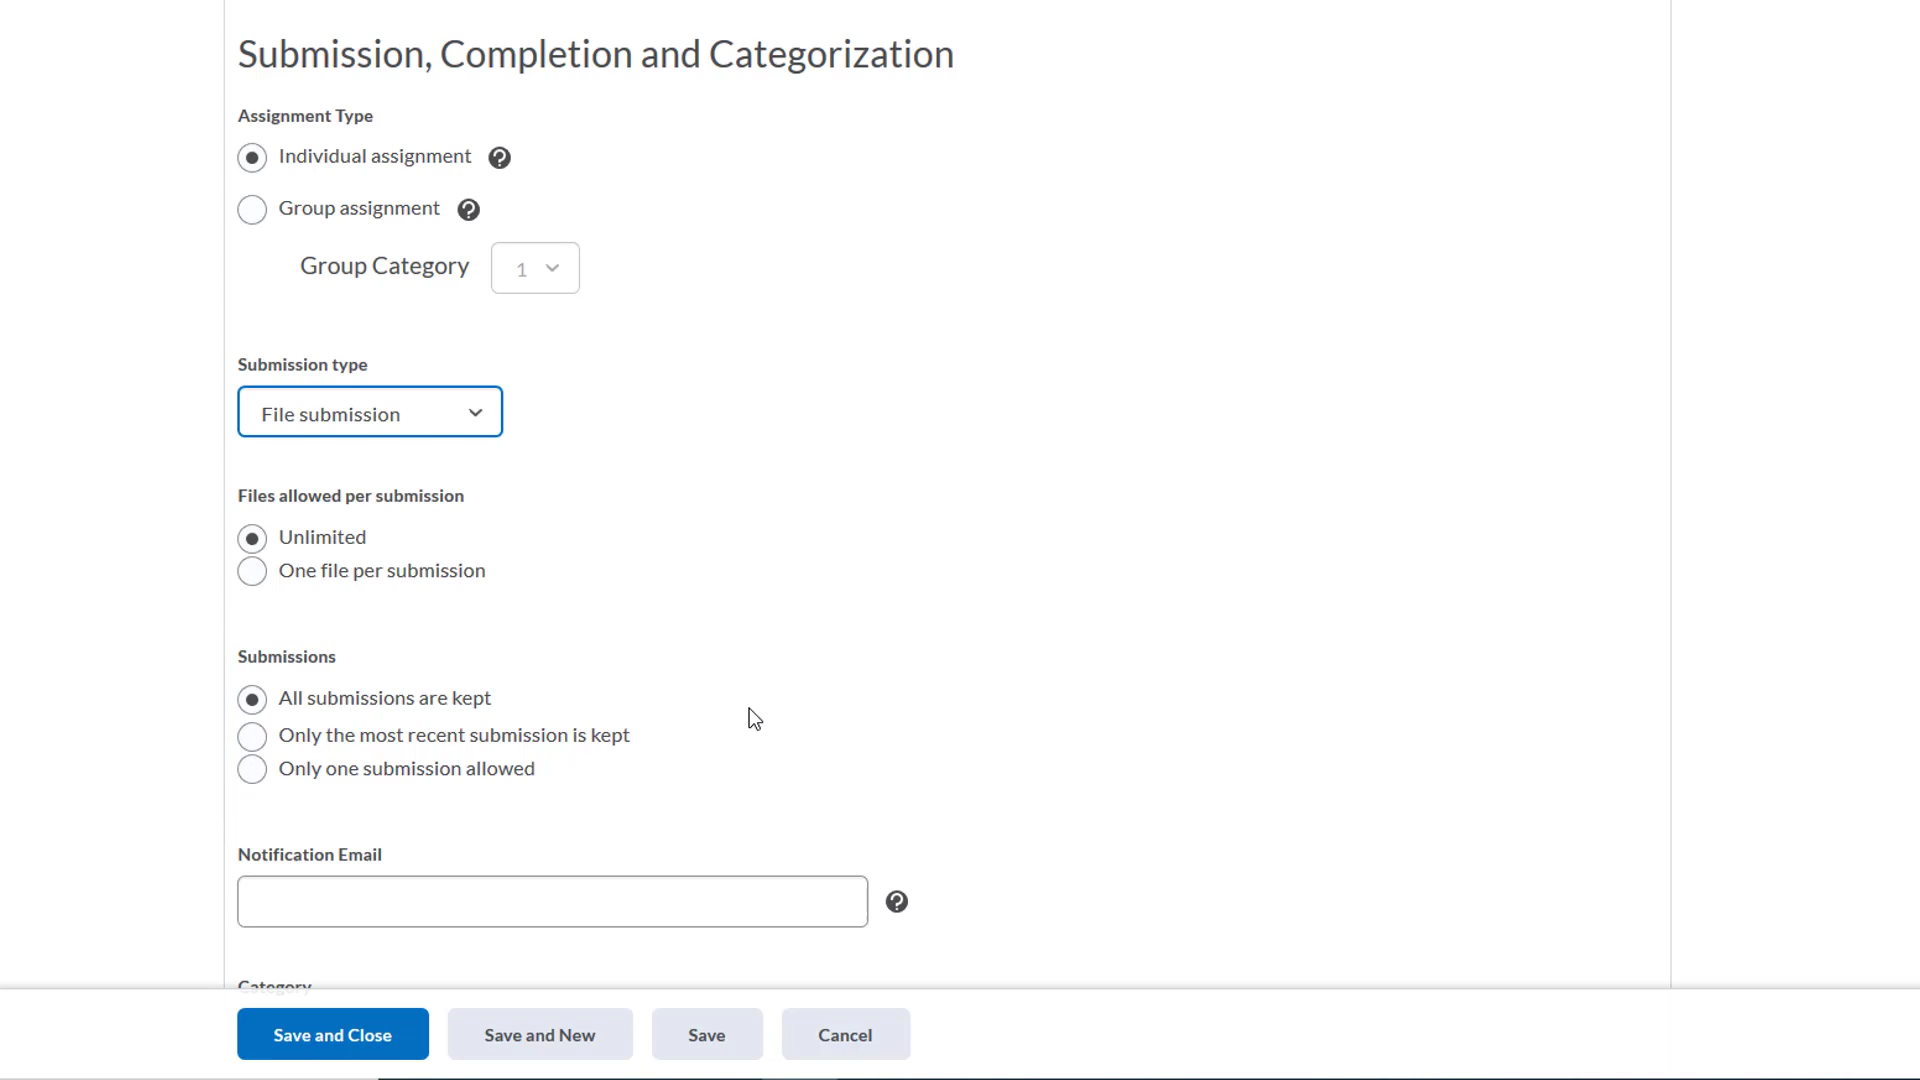 Submission, Completion and Categorization
Assignment Type
Individual assignment ?
Group assignment ?
Group Category 1
Submission type
File submission
Files allowed per submission
Unlimited
One file per submission
Submissions
All submissions are kept
Only the most recent submission is kept
Only one submission allowed
Notification Email
?
Category
Save and Close Save and New Save Cancel